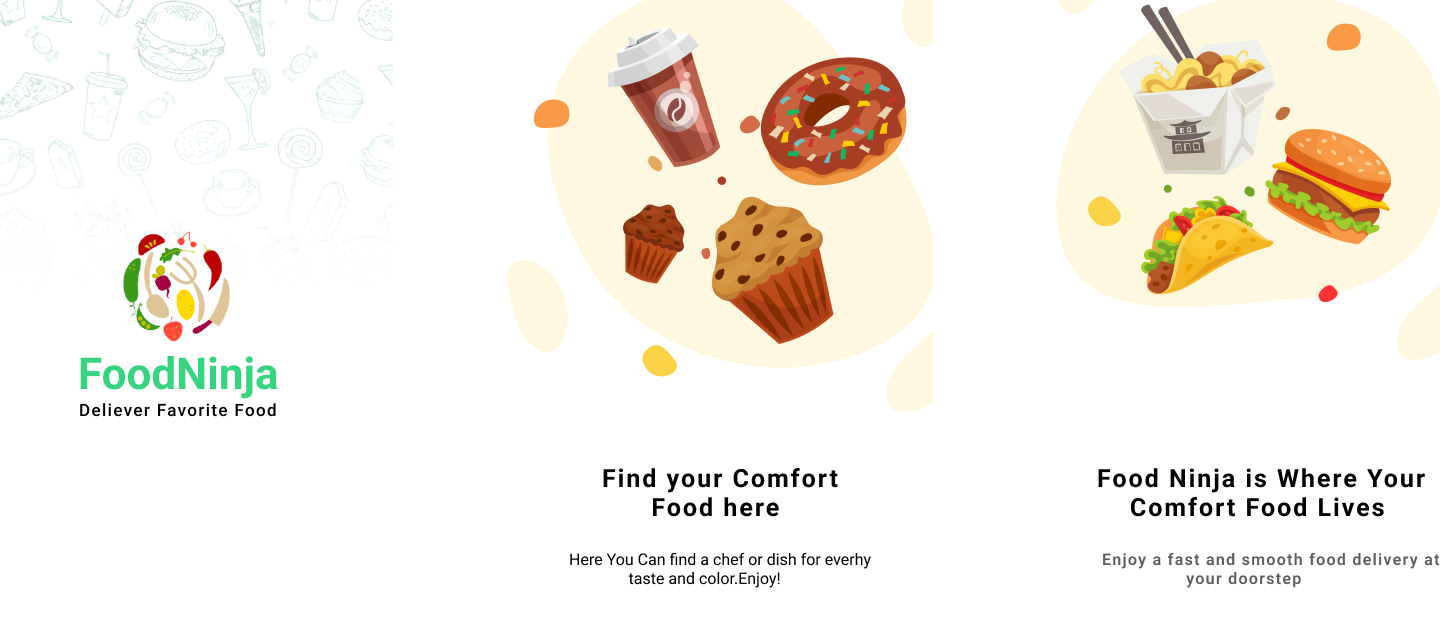 FoodNinja
Deliever Favorite Food
Find your Comfort
Food here
Here You Can find a chef or dish for everhy
taste and color.Enjoy!
Food Ninja is Where Your
Comfort Food Lives
Enjoy a fast and smooth food delivery at
your doorstep